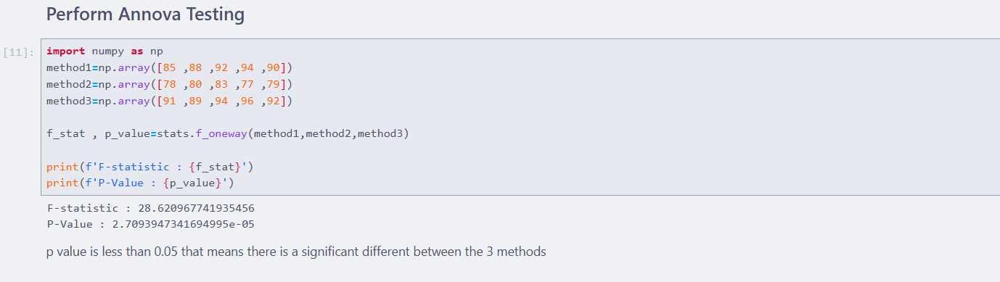 Perform Annova Testing
[11]:
import numpy as np
method1=np.array([85 ,88 ,92 ,94 ,90])
method2=np.array([78 ,80 ,83 ,77 ,79])
method3=np.array([91 ,89 ,94 ,96 ,92])
f_stat , p_value=stats.f_oneway(method1,method2,method3)
print(f'F-statistic : {f_stat}')
print(f'P-Value : {p_value}')
F-statistic : 28.620967741935456
P-Value : 2.7093947341694995e-05
p value is less than 0.05 that means there is a significant different between the 3 methods